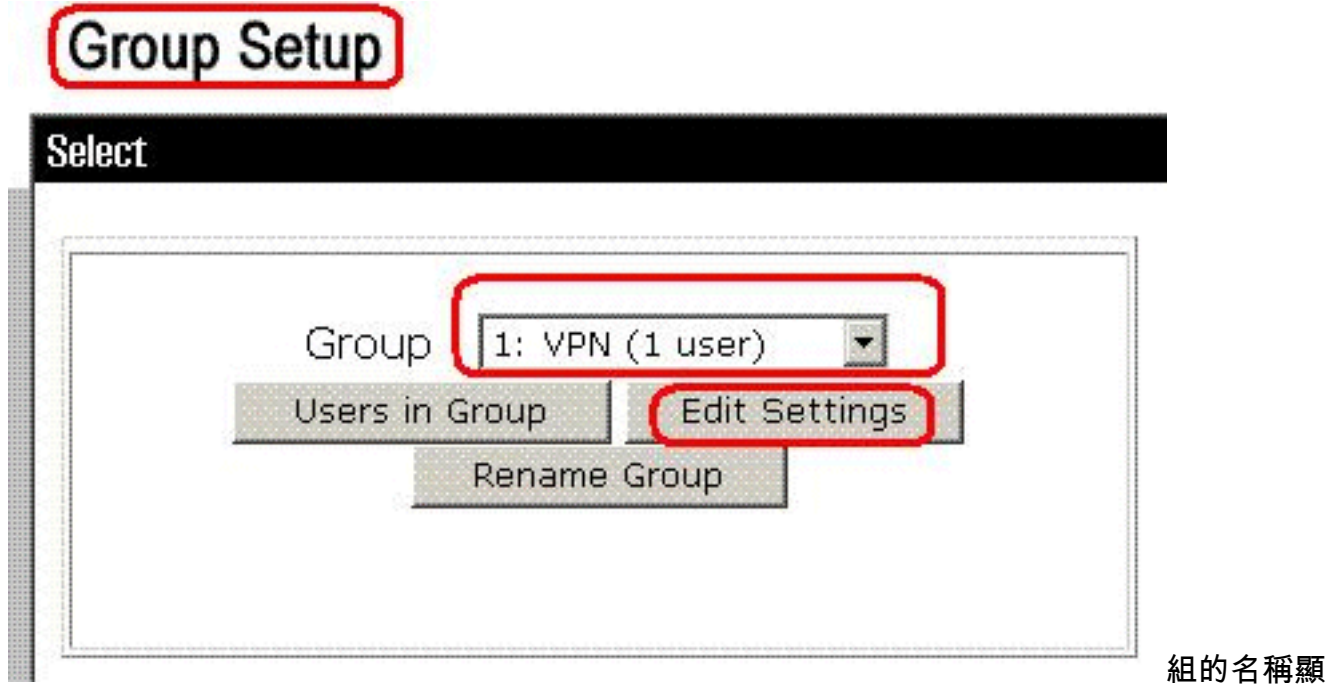 Group Setup
Select
Group 1: VPN (1 user)
Users in Group Edit Settings
Rename Group
組的名稱顯